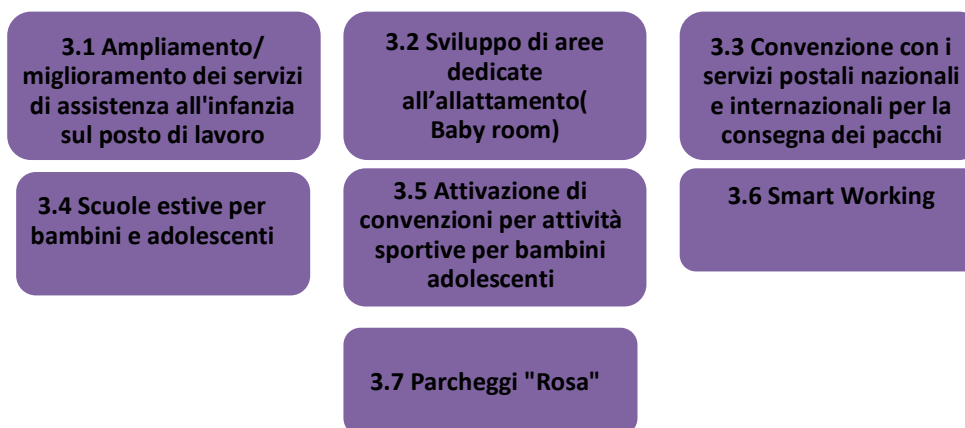 3.1 Ampliamento/
miglioramento dei servizi
di assistenza all'infanzia
sul posto di lavoro
3.2 Sviluppo di aree
dedicate
all’allattamento(
Baby room)
3.3 Convenzione con i
servizi postali nazionali
e internazionali per la
consegna dei pacchi
3.4 Scuole estive per
bambini e adolescenti
3.5 Attivazione di
convenzioni per attività
sportive per bambini
adolescenti
3.6 Smart Working
3.7 Parcheggi "Rosa"